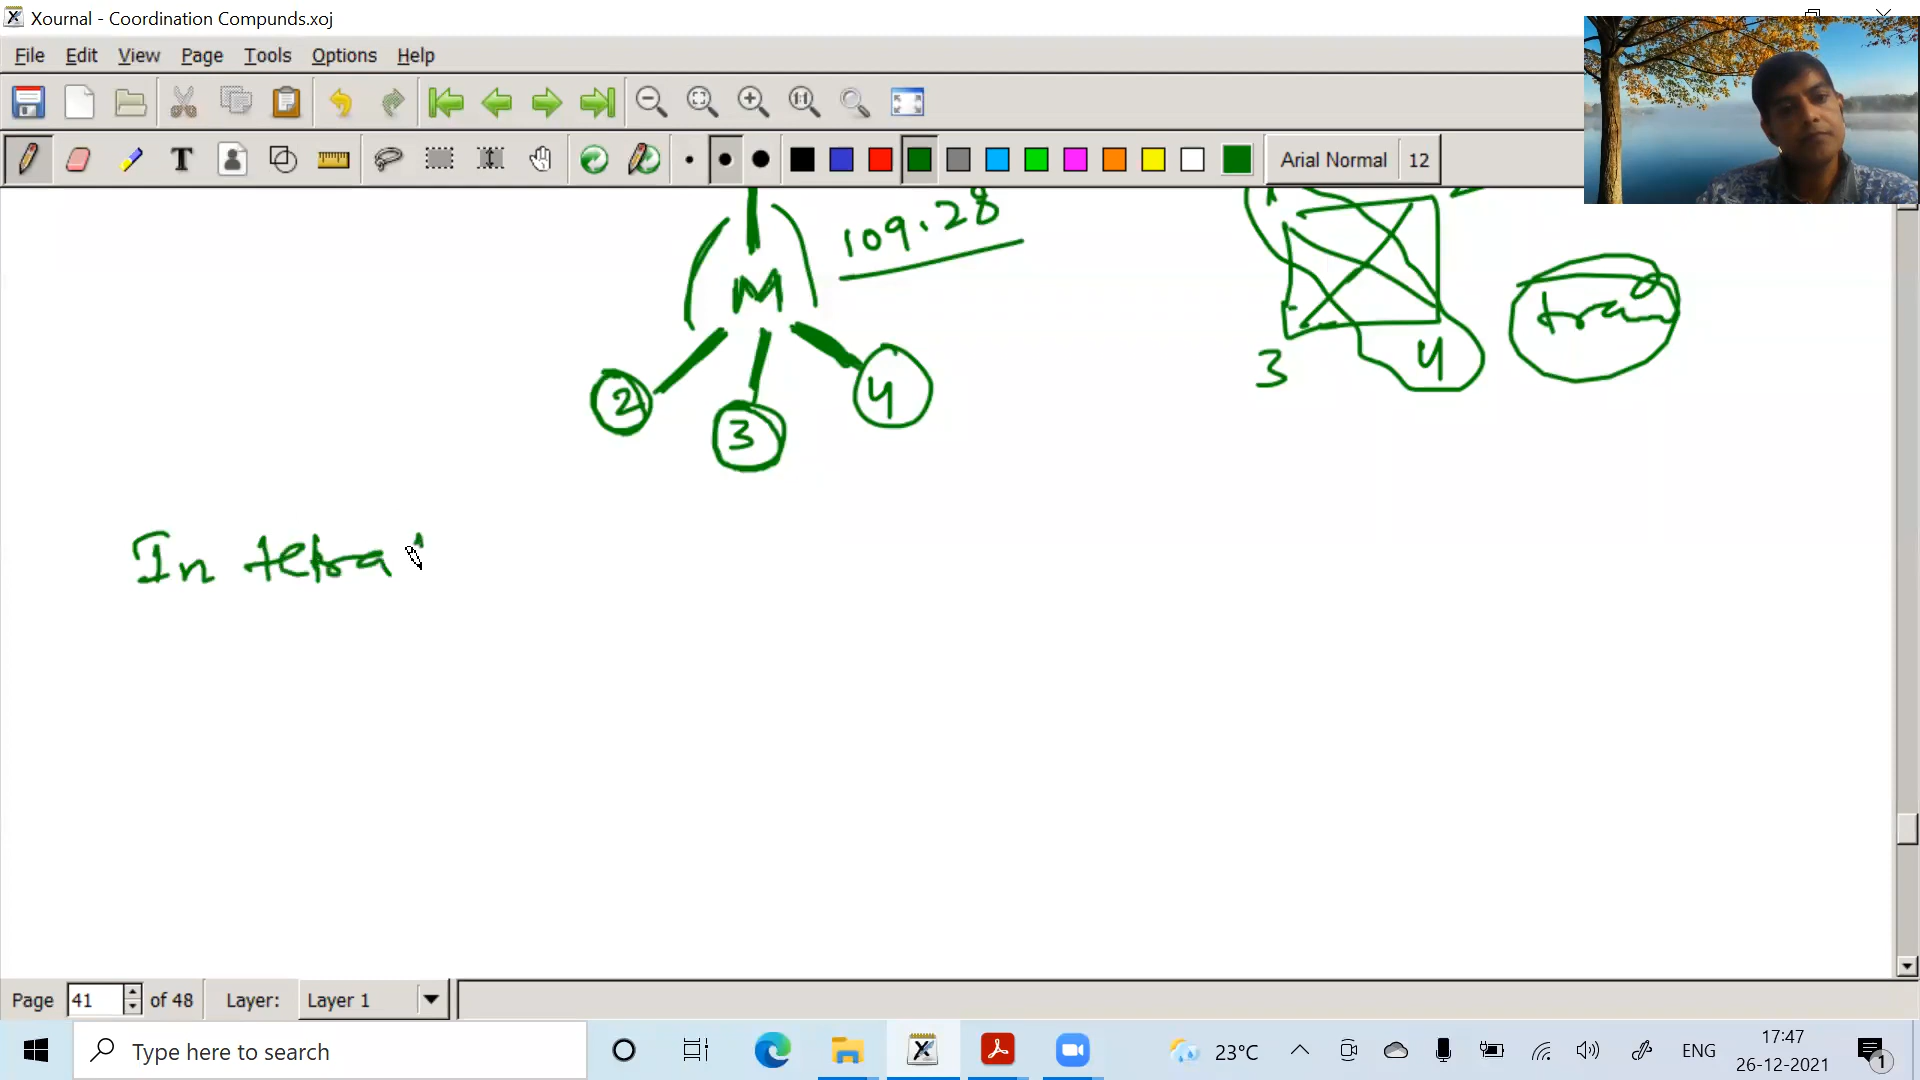 Xournal - Coordination Compunds.xoj
File Edit View Page Tools Options Help
Arial Normal 12
109.28
M
2
3
4
3
4
tran
In tetra
Page 41 of 48 Layer: Layer 1
Type here to search
23°C
ENG
17:47
26-12-2021
1